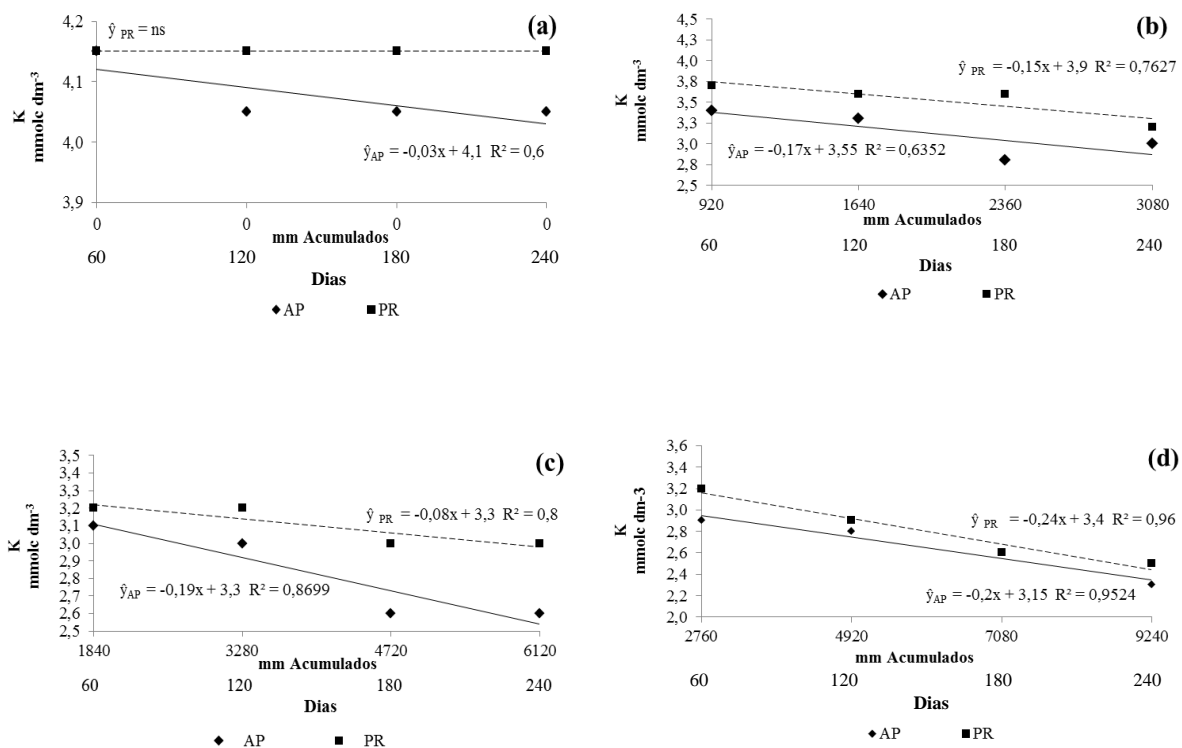 (a)
ŷ PR = ns
4,2
4,1
4,0
3,9
K
mmolc dm-3
ŷAP = -0,03x + 4,1 R² = 0,6
0 0 0 0
mm Acumulados
60 120 180 240
Dias
AP PR
(b)
4,5
4,3
4,0
3,8
3,5
3,3
3,0
2,8
2,5
K
mmolc dm-3
ŷ PR = -0,15x + 3,9 R² = 0,7627
ŷAP = -0,17x + 3,55 R² = 0,6352
920 1640 2360 3080
mm Acumulados
60 120 180 240
Dias
AP PR
(c)
3,5
3,4
3,3
3,2
3,1
3,0
2,9
2,8
2,7
2,6
2,5
K
mmolc dm-3
ŷ PR = -0,08x + 3,3 R² = 0,8
ŷAP = -0,19x + 3,3 R² = 0,8699
1840 3280 4720 6120
mm Acumulados
60 120 180 240
Dias
AP PR
(d)
3,6
3,4
3,2
3,0
2,8
2,6
2,4
2,2
2,0
K
mmolc dm-3
ŷ PR = -0,24x + 3,4 R² = 0,96
ŷAP = -0,2x + 3,15 R² = 0,9524
2760 4920 7080 9240
mm Acumulados
60 120 180 240
Dias
AP PR